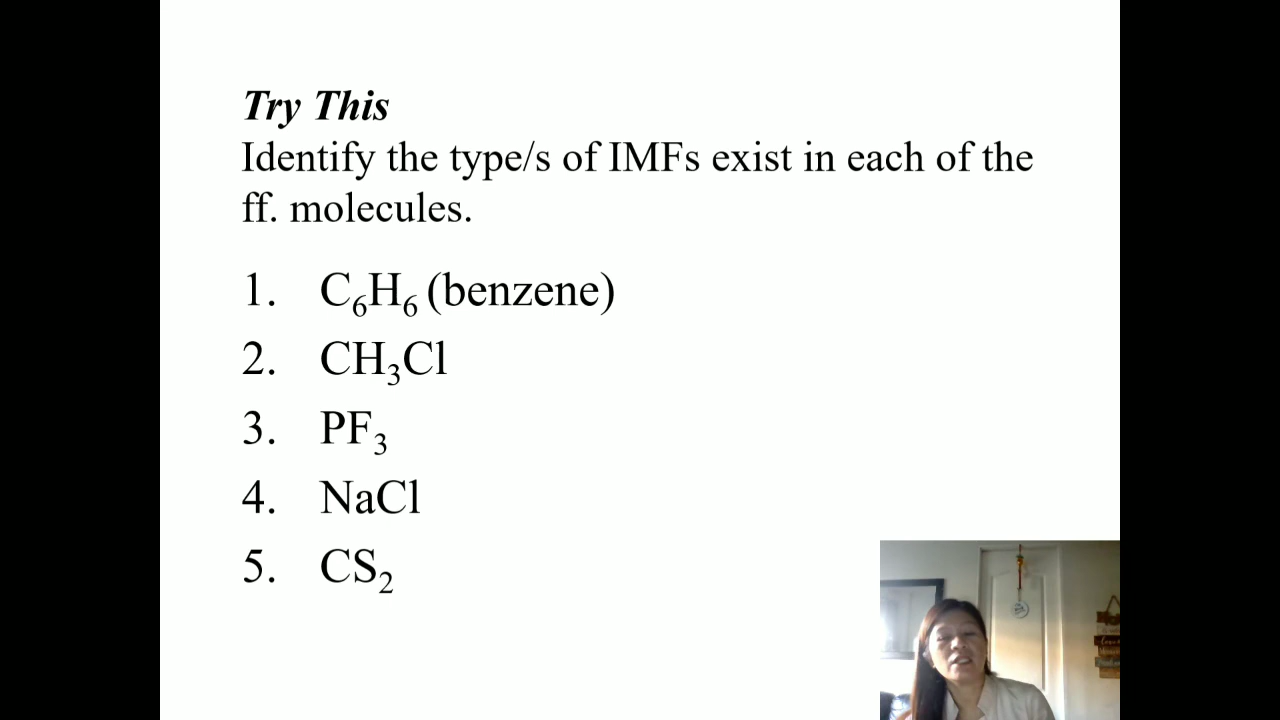 Try This
Identify the type/s of IMFs exist in each of the
ff. molecules.
1. C₆H₆ (benzene)
2. CH₃Cl
3. PF₃
4. NaCl
5. CS₂